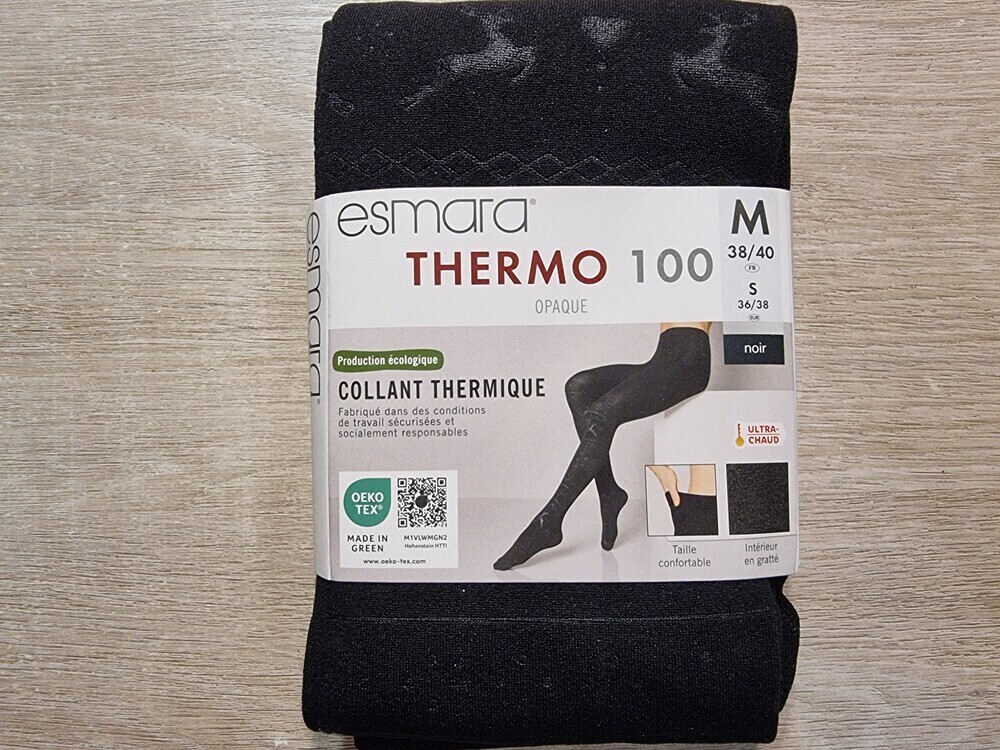 esmara®
THERMO 100
OPAQUE
M
38/40
FR
S
36/38
EUR
noir
esmara
Production écologique
COLLANT THERMIQUE
Fabriqué dans des conditions
de travail sécurisées et
socialement responsables
ULTRA-
CHAUD
OEKO
TEX®
MADE IN
GREEN
M1VLWMGN2
Hohenstein HTTI
www.oeko-tex.com
Taille
confortable
Intérieur
en gratté